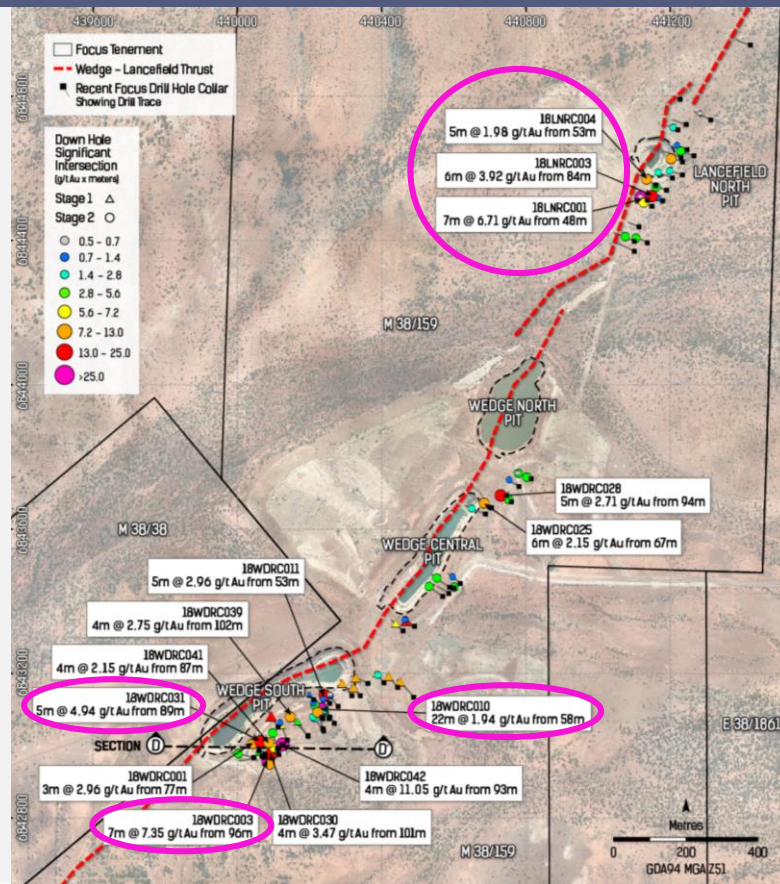 439600 440000 440400 440800 441200
Focus Tenement
Wedge - Lancefield Thrust
Recent Focus Drill Hole Collar
Showing Drill Trace
Down Hole
Significant
Intersection
(g/t Au x meters)
Stage 1
Stage 2
0.5 - 0.7
0.7 - 1.4
1.4 - 2.8
2.8 - 5.6
5.6 - 7.2
7.2 - 13.0
13.0 - 25.0
>25.0
6844800
6844400
6844000
6843600
6843200
6842800
18LNRC004
5m @ 1.98 g/t Au from 53m
18LNRC003
6m @ 3.92 g/t Au from 84m
18LNRC001
7m @ 6.71 g/t Au from 48m
LANCEFIELD
NORTH
PIT
M 38/159
WEDGE NORTH
PIT
18WDRC028
5m @ 2.71 g/t Au from 94m
18WDRC025
6m @ 2.15 g/t Au from 67m
M 38/38
WEDGE CENTRAL
PIT
18WDRC011
5m @ 2.96 g/t Au from 53m
18WDRC039
4m @ 2.75 g/t Au from 102m
18WDRC041
4m @ 2.15 g/t Au from 87m
WEDGE SOUTH
PIT
18WDRC031
5m @ 4.94 g/t Au from 89m
18WDRC010
22m @ 1.94 g/t Au from 58m
E 38/1861
SECTION D D'
18WDRC001
3m @ 2.96 g/t Au from 77m
18WDRC042
4m @ 11.05 g/t Au from 93m
18WDRC003
7m @ 7.35 g/t Au from 96m
18WDRC030
4m @ 3.47 g/t Au from 101m
M 38/159
Metres
0 200 400
GDA94 MGA Z51